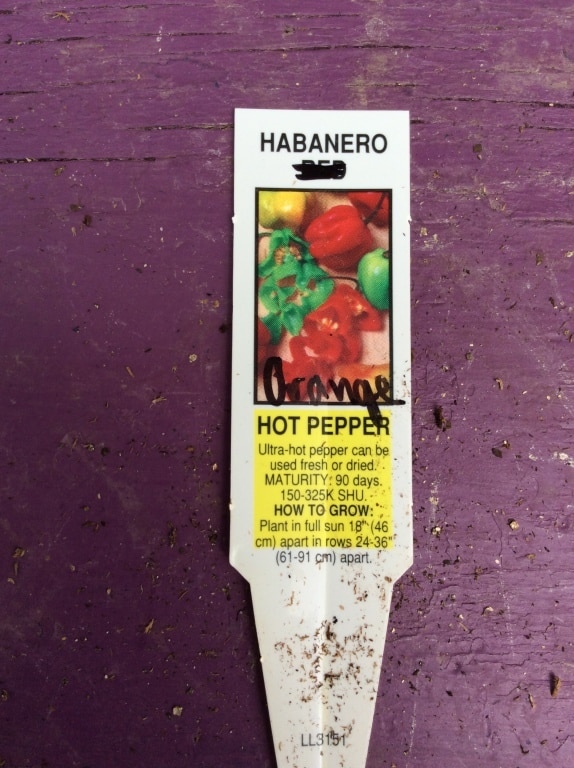 HABANERO
RED
Orange
HOT PEPPER
Ultra-hot pepper can be
used fresh or dried.
MATURITY: 90 days.
150-325K SHU.
HOW TO GROW:
Plant in full sun 18" (46
cm) apart in rows 24-36"
(61-91 cm) apart.
LL3151